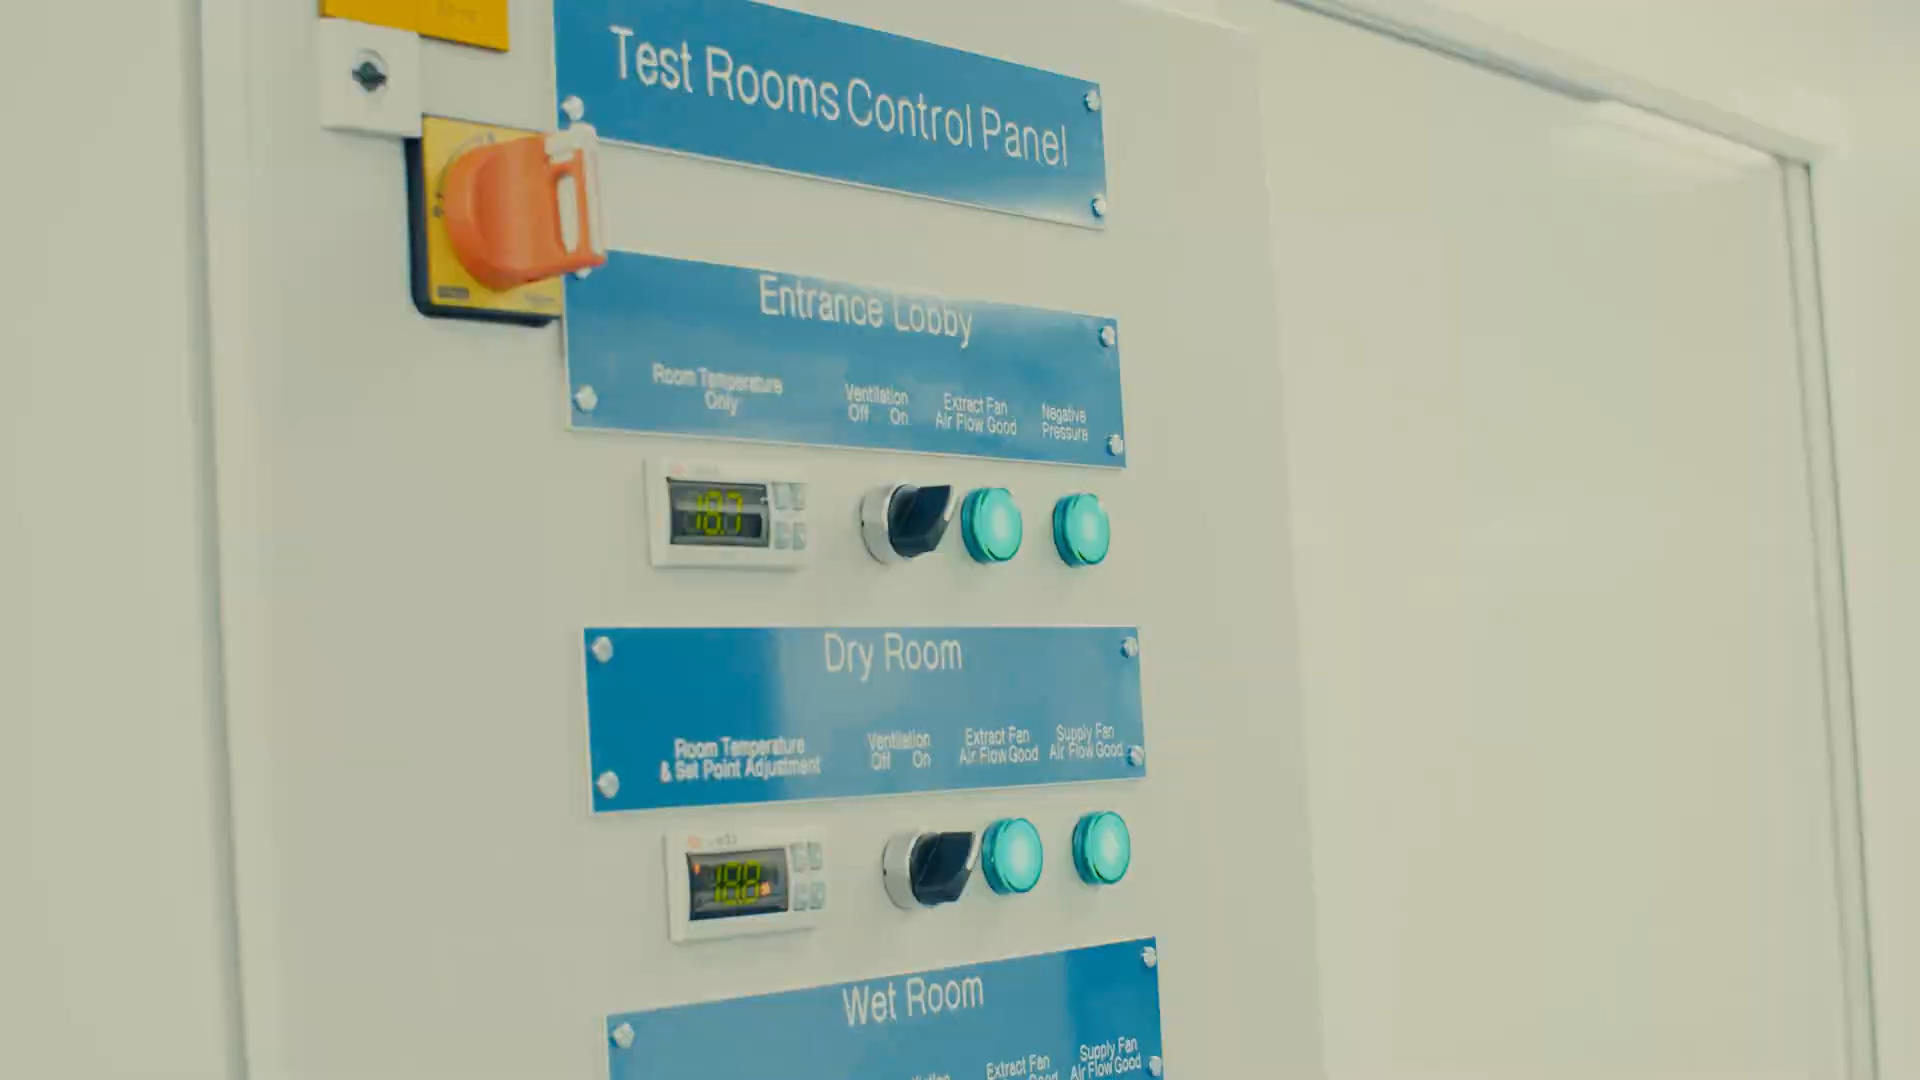 Test Rooms Control Panel
Entrance Lobby
Room Temperature
Only
Ventilation
Off On
Extract Fan
Air Flow Good
Negative
Pressure
18.7
Dry Room
Room Temperature
& Set Point Adjustment
Ventilation
Off On
Extract Fan
Air Flow Good
Supply Fan
Air Flow Good
Wet Room
Extract Fan
Supply Fan
Air Flow Good